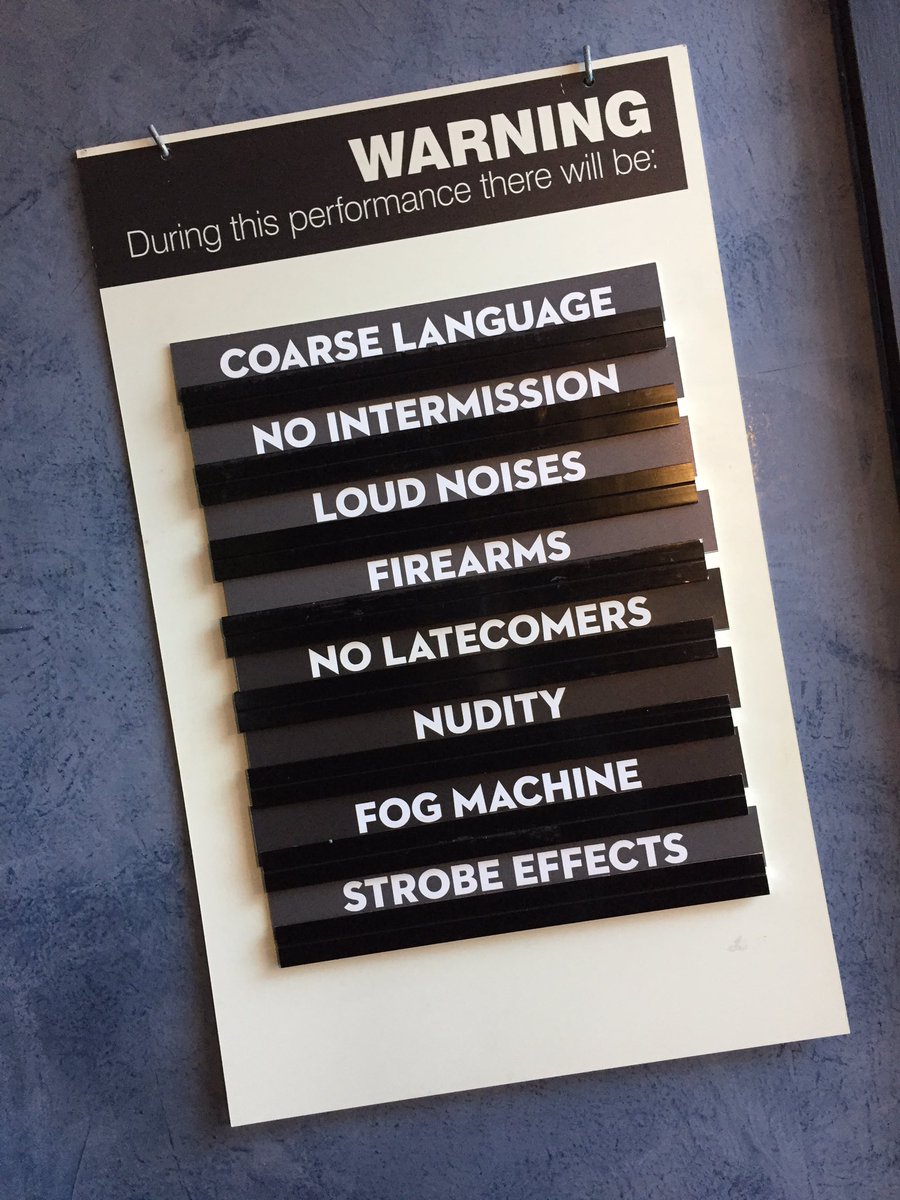 WARNING
During this performance there will be:
COARSE LANGUAGE
NO INTERMISSION
LOUD NOISES
FIREARMS
NO LATECOMERS
NUDITY
FOG MACHINE
STROBE EFFECTS